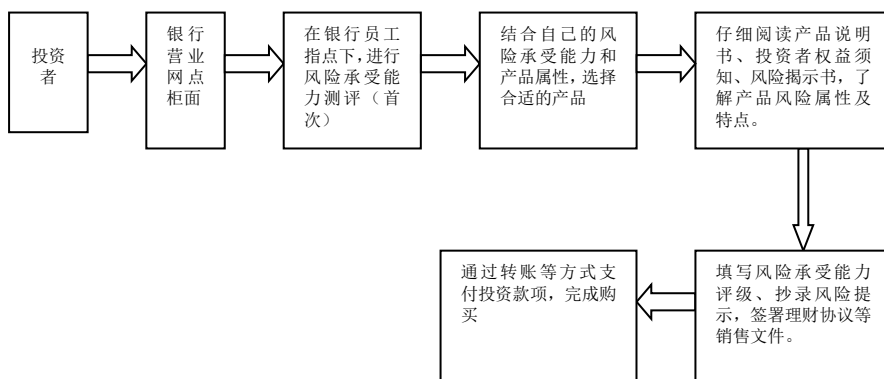 投资
者
银行
营业
网点
柜面
在银行员工
指点下，进行
风险承受能
力测评（首
次）
结合自己的风
险承受能力和
产品属性，选择
合适的产品
仔细阅读产品说明
书、投资者权益须
知、风险揭示书，了
解产品风险属性及
特点。
填写风险承受能力
评级、抄录风险提
示，签署理财协议等
销售文件。
通过转账等方式支
付投资款项，完成购
买